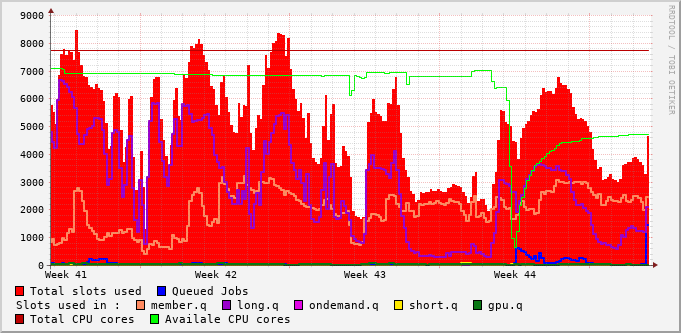 9000
8000
7000
6000
5000
4000
3000
2000
1000
0
Week 41 Week 42 Week 43 Week 44
RRDTOOL / TOBI OETIKER
Total slots used Queued Jobs
Slots used in : member.q long.q ondemand.q short.q gpu.q
Total CPU cores Availale CPU cores